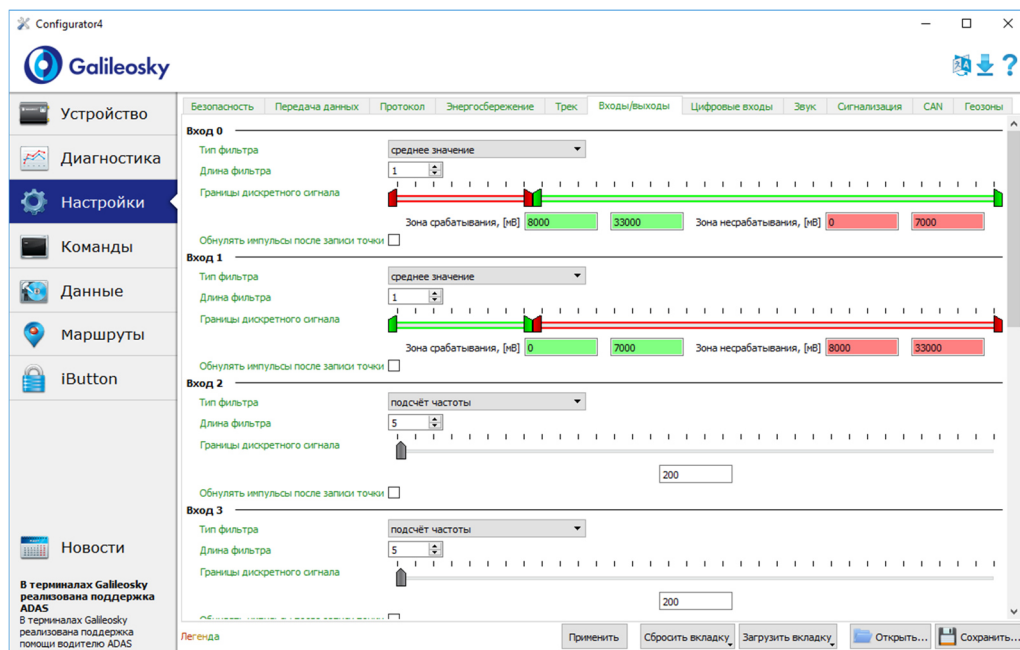 Configurator4
Galileosky
Устройство
Диагностика
Настройки
Команды
Данные
Маршруты
iButton
Новости
В терминалах Galileosky
реализована поддержка
ADAS
В терминалах Galileosky
реализована поддержка
помощи водителю ADAS
Безопасность Передача данных Протокол Энергосбережение Трек Входы/выходы Цифровые входы Звук Сигнализация CAN Геозоны
Вход 0
Тип фильтра среднее значение
Длина фильтра 1
Границы дискретного сигнала
Зона срабатывания, [мВ] 8000 33000 Зона несрабатывания, [мВ] 0 7000
Обнулять импульсы после записи точки
Вход 1
Тип фильтра среднее значение
Длина фильтра 1
Границы дискретного сигнала
Зона срабатывания, [мВ] 0 7000 Зона несрабатывания, [мВ] 8000 33000
Обнулять импульсы после записи точки
Вход 2
Тип фильтра подсчёт частоты
Длина фильтра 5
Границы дискретного сигнала
200
Обнулять импульсы после записи точки
Вход 3
Тип фильтра подсчёт частоты
Длина фильтра 5
Границы дискретного сигнала
200
Обнулять импульсы после записи точки
Легенда Применить Сбросить вкладку Загрузить вкладку Открыть... Сохранить...